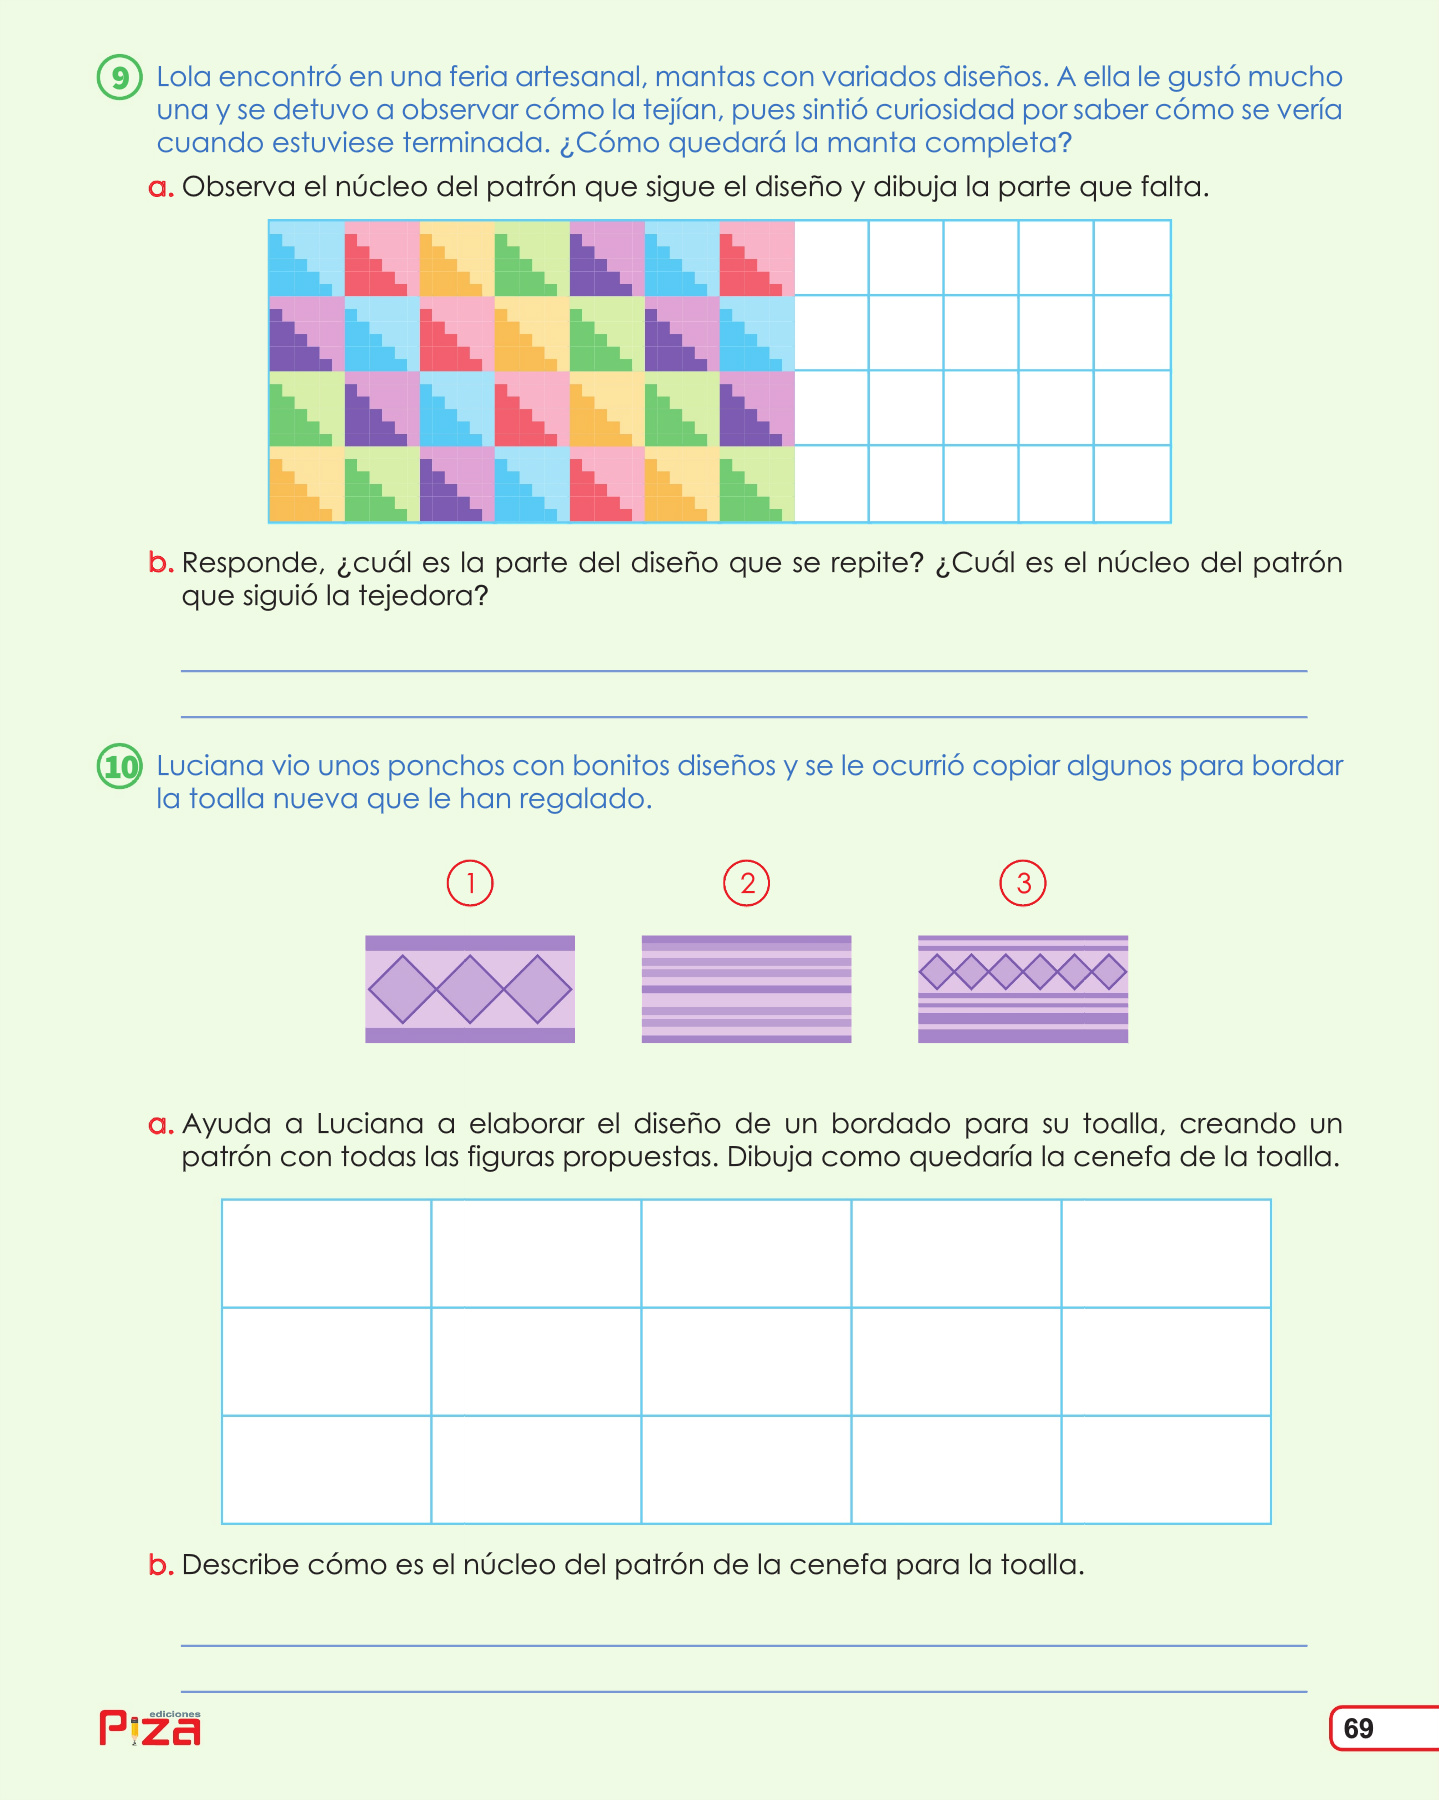 9 Lola encontró en una feria artesanal, mantas con variados diseños. A ella le gustó mucho
una y se detuvo a observar cómo la tejían, pues sintió curiosidad por saber cómo se vería
cuando estuviese terminada. ¿Cómo quedará la manta completa?
a. Observa el núcleo del patrón que sigue el diseño y dibuja la parte que falta.
b. Responde, ¿cuál es la parte del diseño que se repite? ¿Cuál es el núcleo del patrón
que siguió la tejedora?
10 Luciana vio unos ponchos con bonitos diseños y se le ocurrió copiar algunos para bordar
la toalla nueva que le han regalado.
1 2 3
a. Ayuda a Luciana a elaborar el diseño de un bordado para su toalla, creando un
patrón con todas las figuras propuestas. Dibuja como quedaría la cenefa de la toalla.
b. Describe cómo es el núcleo del patrón de la cenefa para la toalla.
ediciones
Piza
69